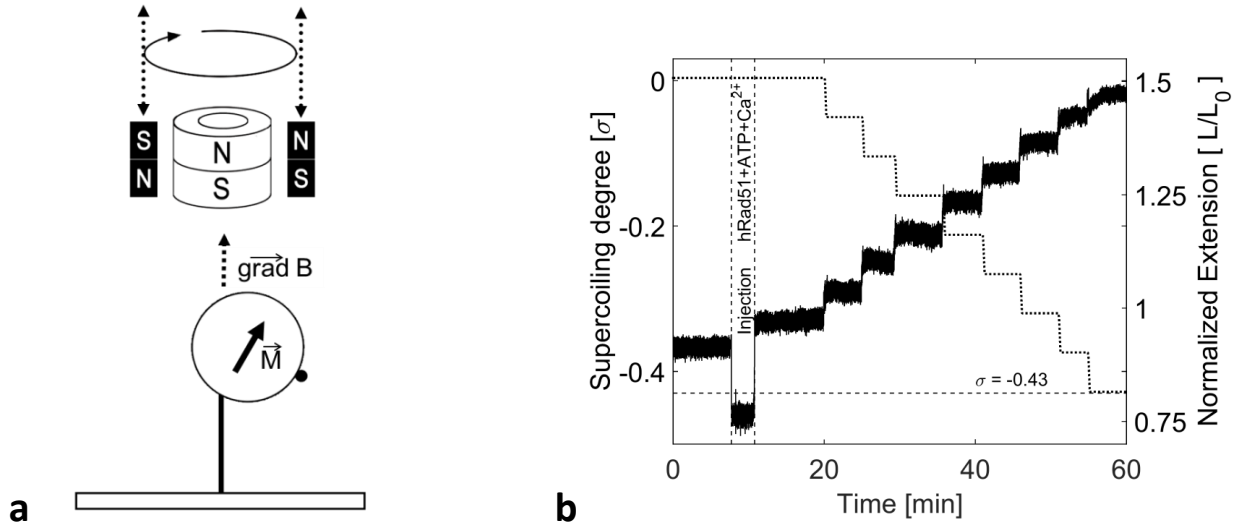 S N
N S
N
S
grad B
M
a
Supercoiling degree [σ]
0
-0.2
-0.4
Injection hRad51+ATP+Ca²⁺
σ = -0.43
0 20 40 60
Time [min]
1.5
1.25
1
0.75
Normalized Extension [ L/L₀ ]
b